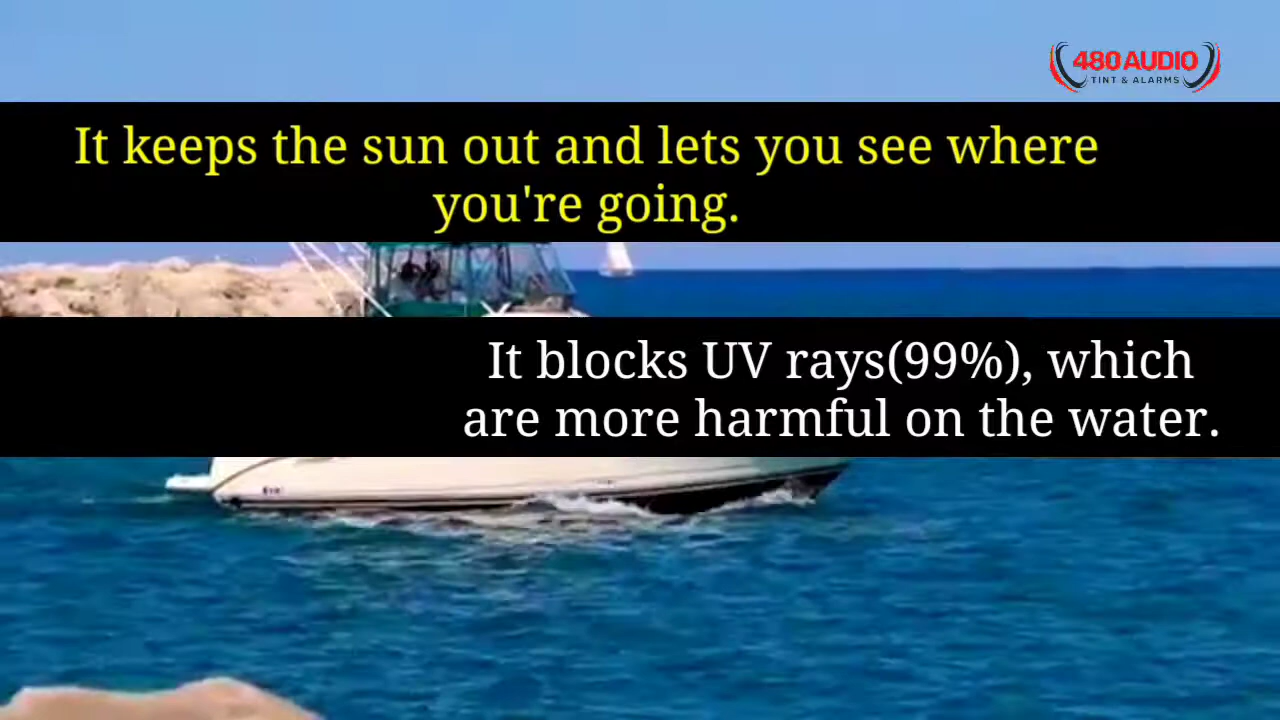 480 AUDIO
TINT & ALARMS
It keeps the sun out and lets you see where
you're going.
It blocks UV rays(99%), which
are more harmful on the water.